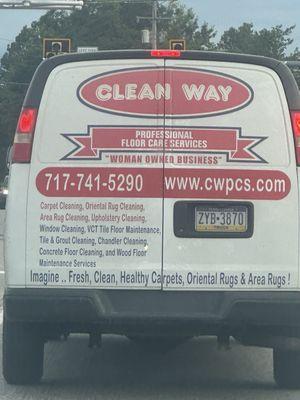 CLEAN WAY
PROFESSIONAL
FLOOR CARE SERVICES
"WOMAN OWNED BUSINESS"
717-741-5290 www.cwpcs.com
Carpet Cleaning, Oriental Rug Cleaning,
Area Rug Cleaning, Upholstery Cleaning,
Window Cleaning, VCT Tile Floor Maintenance,
Tile & Grout Cleaning, Chandler Cleaning,
Concrete Floor Cleaning, and Wood Floor
Maintenance Services
ZYB-3870
Imagine .. Fresh, Clean, Healthy Carpets, Oriental Rugs & Area Rugs !